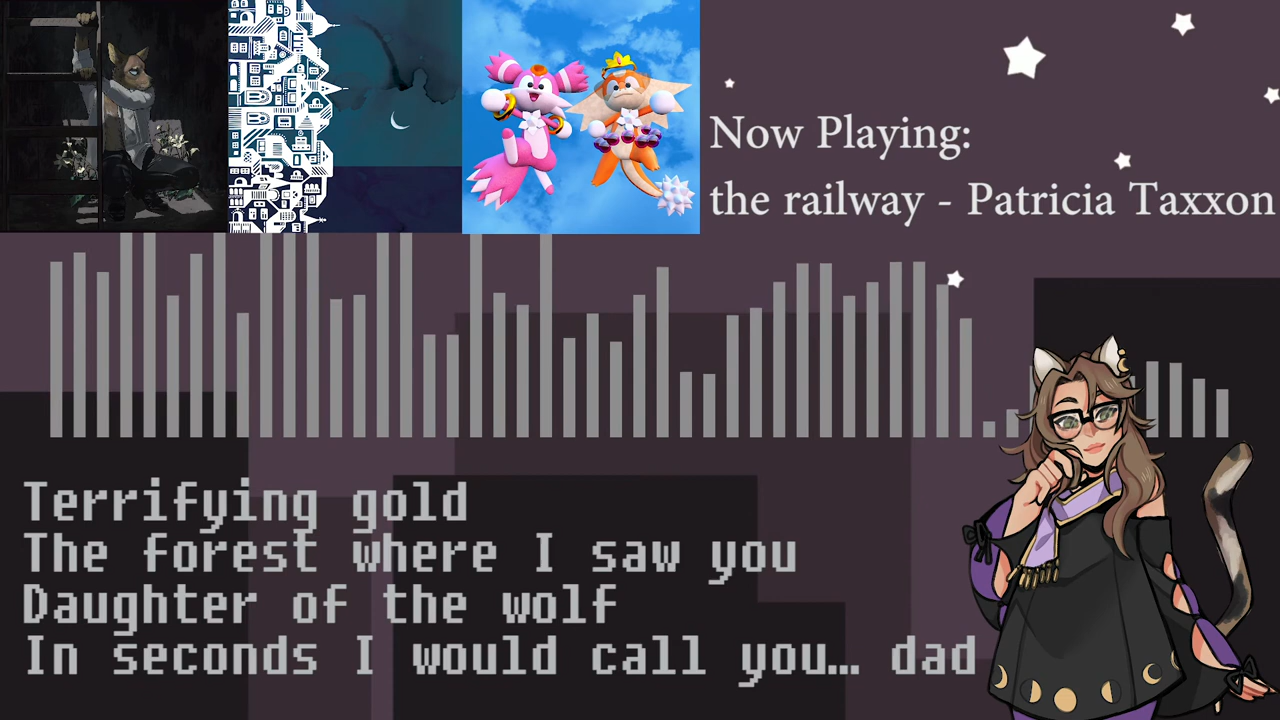 Now Playing:
the railway - Patricia Taxxon
Terrifying gold
The forest where I saw you
Daughter of the wolf
In seconds I would call you... dad